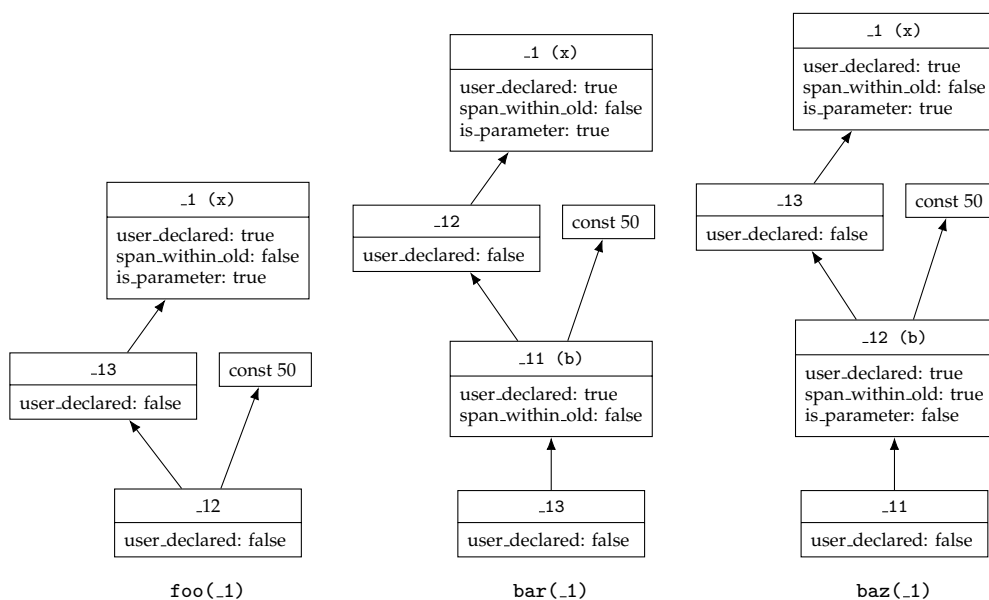 _1 (x)
user_declared: true
span_within_old: false
is_parameter: true
_13
user_declared: false
const 50
_12
user_declared: false
foo(_1)
_1 (x)
user_declared: true
span_within_old: false
is_parameter: true
_12
user_declared: false
const 50
_11 (b)
user_declared: true
span_within_old: false
_13
user_declared: false
bar(_1)
_1 (x)
user_declared: true
span_within_old: false
is_parameter: true
_13
user_declared: false
const 50
_12 (b)
user_declared: true
span_within_old: true
is_parameter: false
_11
user_declared: false
baz(_1)